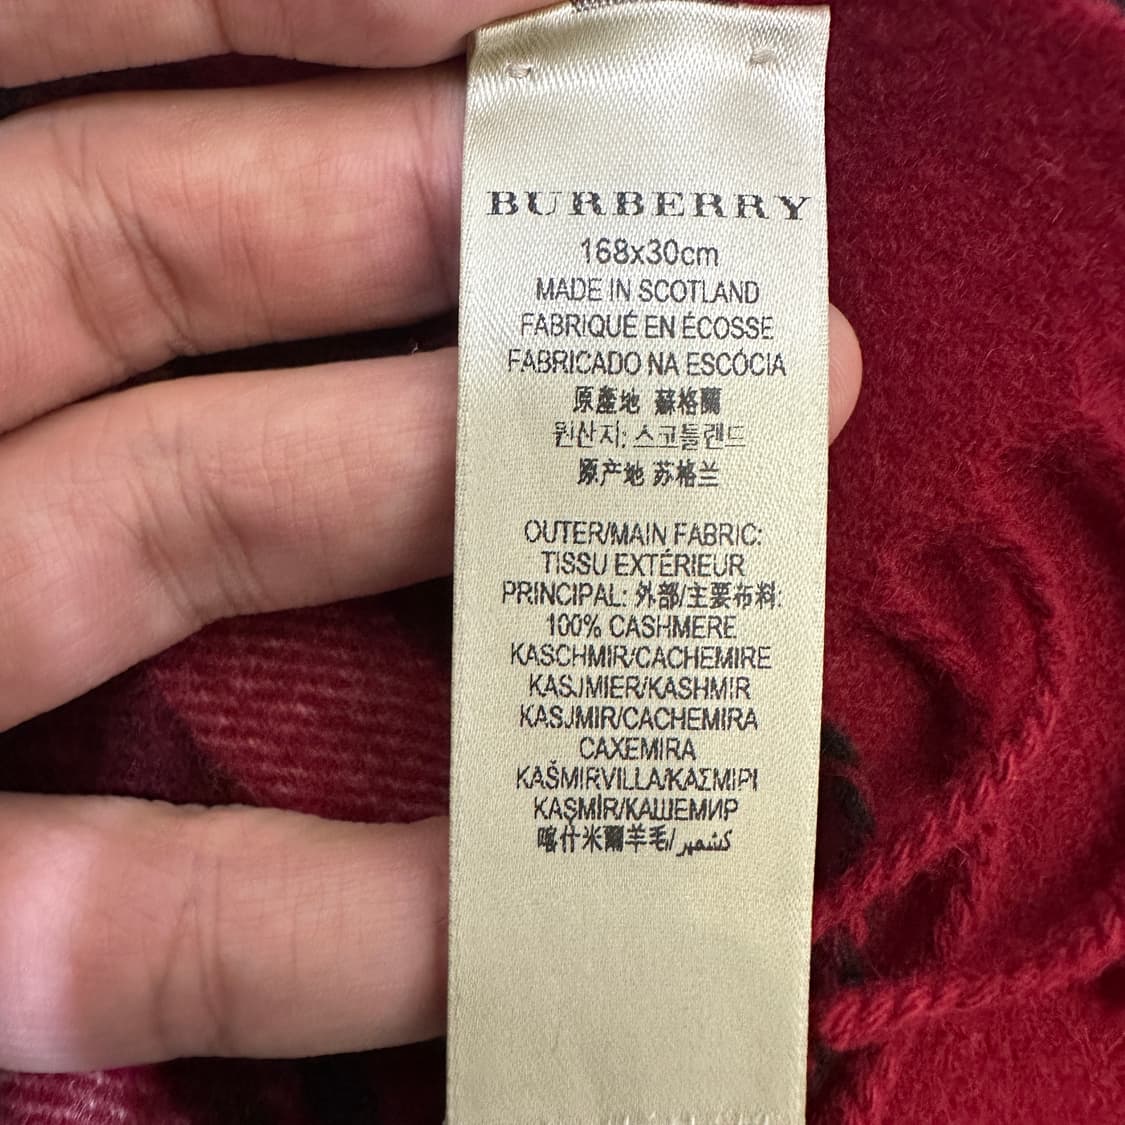 BURBERRY
168x30cm
MADE IN SCOTLAND
FABRIQUÉ EN ÉCOSSE
FABRICADO NA ESCÓCIA
原產地 蘇格蘭
원산지: 스코틀랜드
原产地 苏格兰
OUTER/MAIN FABRIC:
TISSU EXTÉRIEUR
PRINCIPAL: 外部/主要布料:
100% CASHMERE
KASCHMIR/CACHEMIRE
KASJMIER/KASHMIR
KASJMIR/CACHEMIRA
CAXEMIRA
KAŠMIRVILLA/ΚΑΣΜΙΡΙ
KAŞMİR/КАШЕМИР
喀什米爾羊毛/كشمير